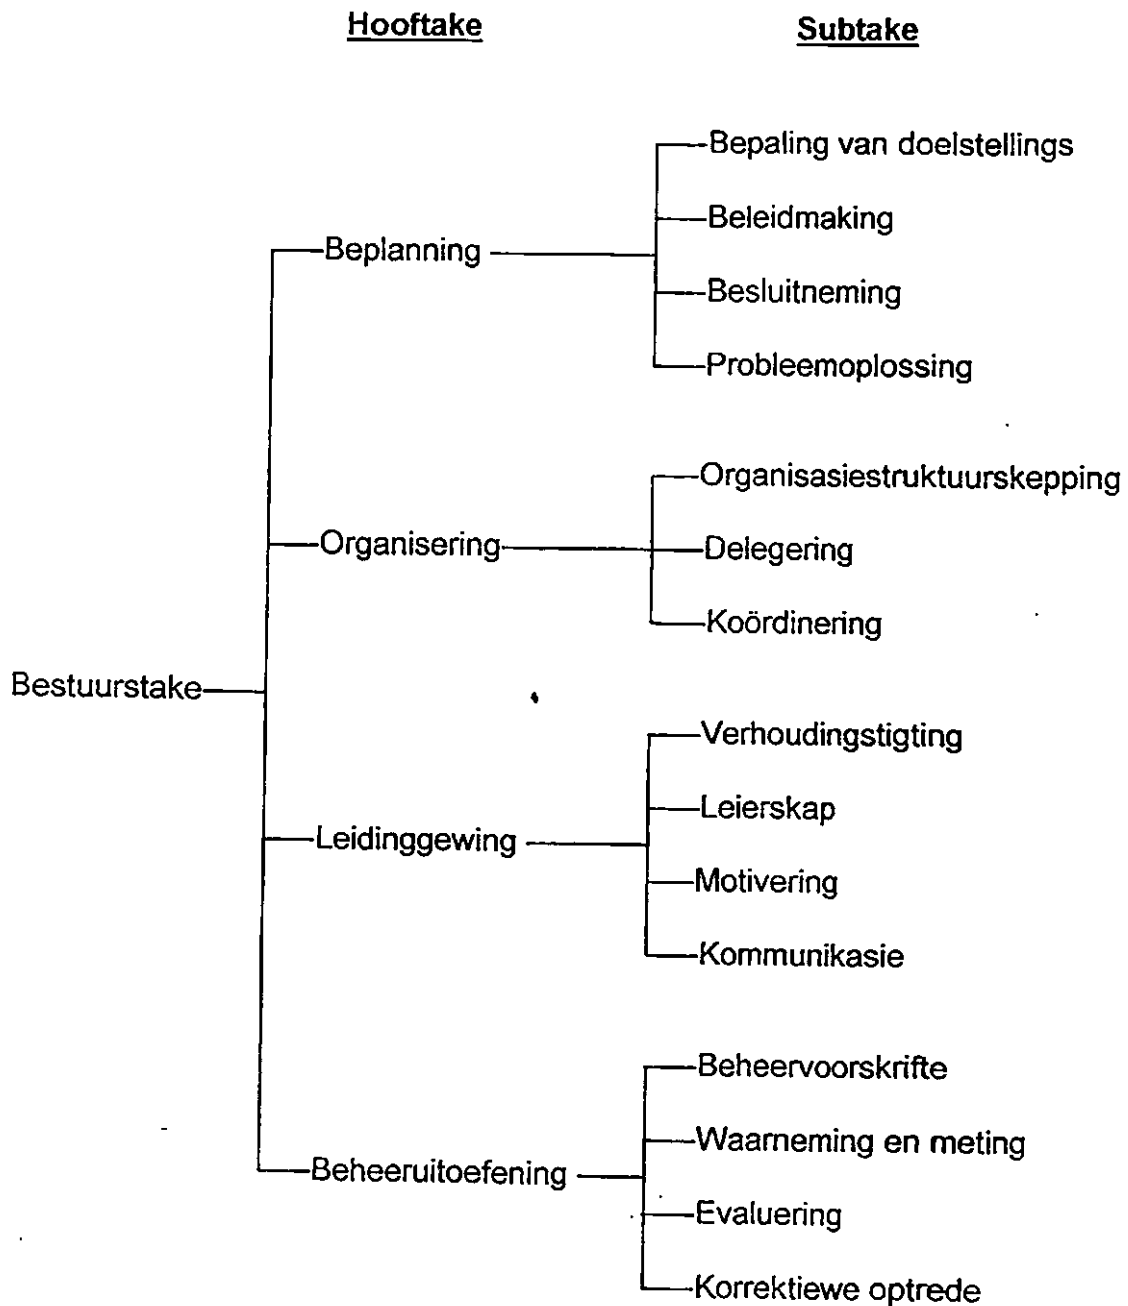 Hooftake Subtake
Bepaling van doelstellings
Beleidmaking
Beplanning
Besluitneming
Probleemoplossing
Organisasiestruktuurskepping
Organisering Delegering
Koördinering
Bestuurstake
Verhoudingstigting
Leierskap
Leidinggewing
Motivering
Kommunikasie
Beheervoorskrifte
Waarneming en meting
Beheeruitoefening
Evaluering
Korrektiewe optrede